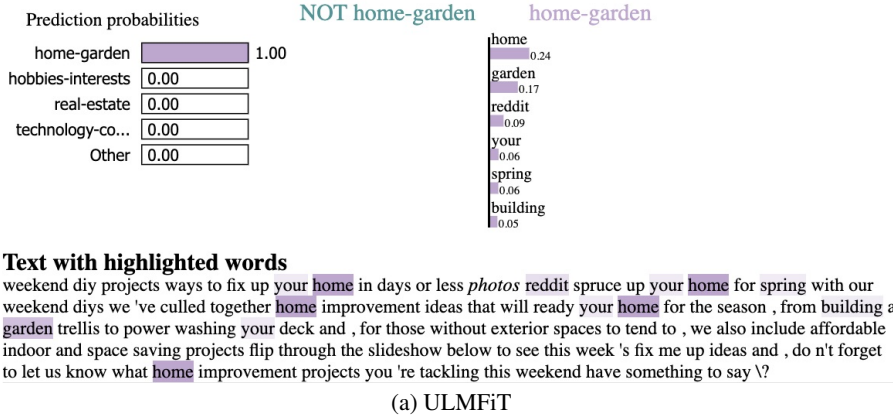 Prediction probabilities
NOT home-garden
home-garden
home-garden 1.00
hobbies-interests 0.00
real-estate 0.00
technology-co... 0.00
Other 0.00
home
0.24
garden
0.17
reddit
0.09
your
0.06
spring
0.06
building
0.05
Text with highlighted words
weekend diy projects ways to fix up your home in days or less photos reddit spruce up your home for spring with our
weekend diys we 've culled together home improvement ideas that will ready your home for the season , from building a
garden trellis to power washing your deck and , for those without exterior spaces to tend to , we also include affordable
indoor and space saving projects flip through the slideshow below to see this week 's fix me up ideas and , do n't forget
to let us know what home improvement projects you 're tackling this weekend have something to say \?
(a) ULMFiT